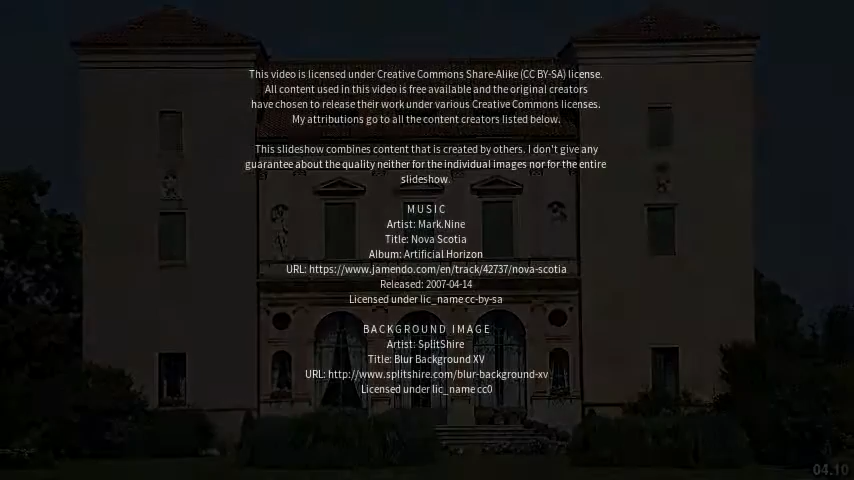 This video is licensed under Creative Commons Share-Alike (CC BY-SA) license.
All content used in this video is free available and the original creators
have chosen to release their work under various Creative Commons licenses.
My attributions go to all the content creators listed below.
This slideshow combines content that is created by others. I don't give any
guarantee about the quality neither for the individual images nor for the entire
slideshow.
MUSIC
Artist: Mark.Nine
Title: Nova Scotia
Album: Artificial Horizon
URL: https://www.jamendo.com/en/track/42737/nova-scotia
Released: 2007-04-14
Licensed under lic_name cc-by-sa
BACKGROUND IMAGE
Artist: SplitShire
Title: Blur Background XV
URL: http://www.splitshire.com/blur-background-xv
Licensed under lic_name cc0
04.10